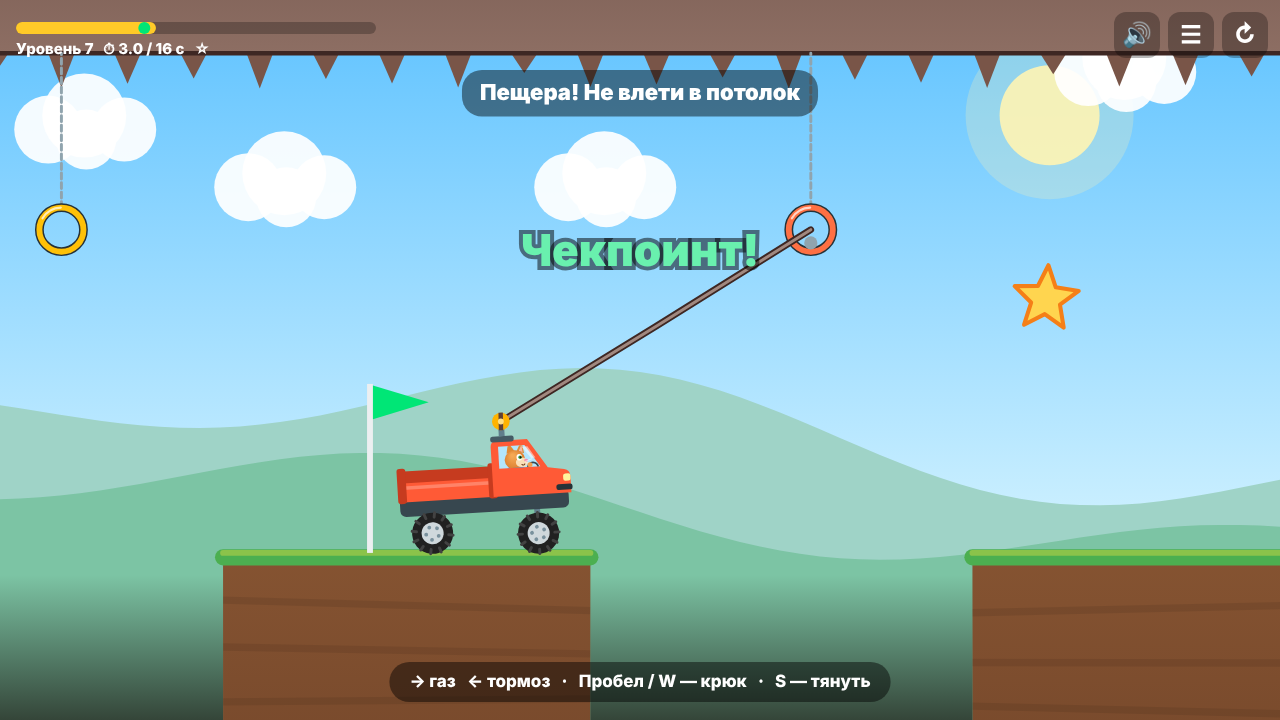 Уровень 7 ⏱ 3.0 / 16 с ☆
Пещера! Не влети в потолок
Чекпоинт!
→ газ ← тормоз · Пробел / W — крюк · S — тянуть